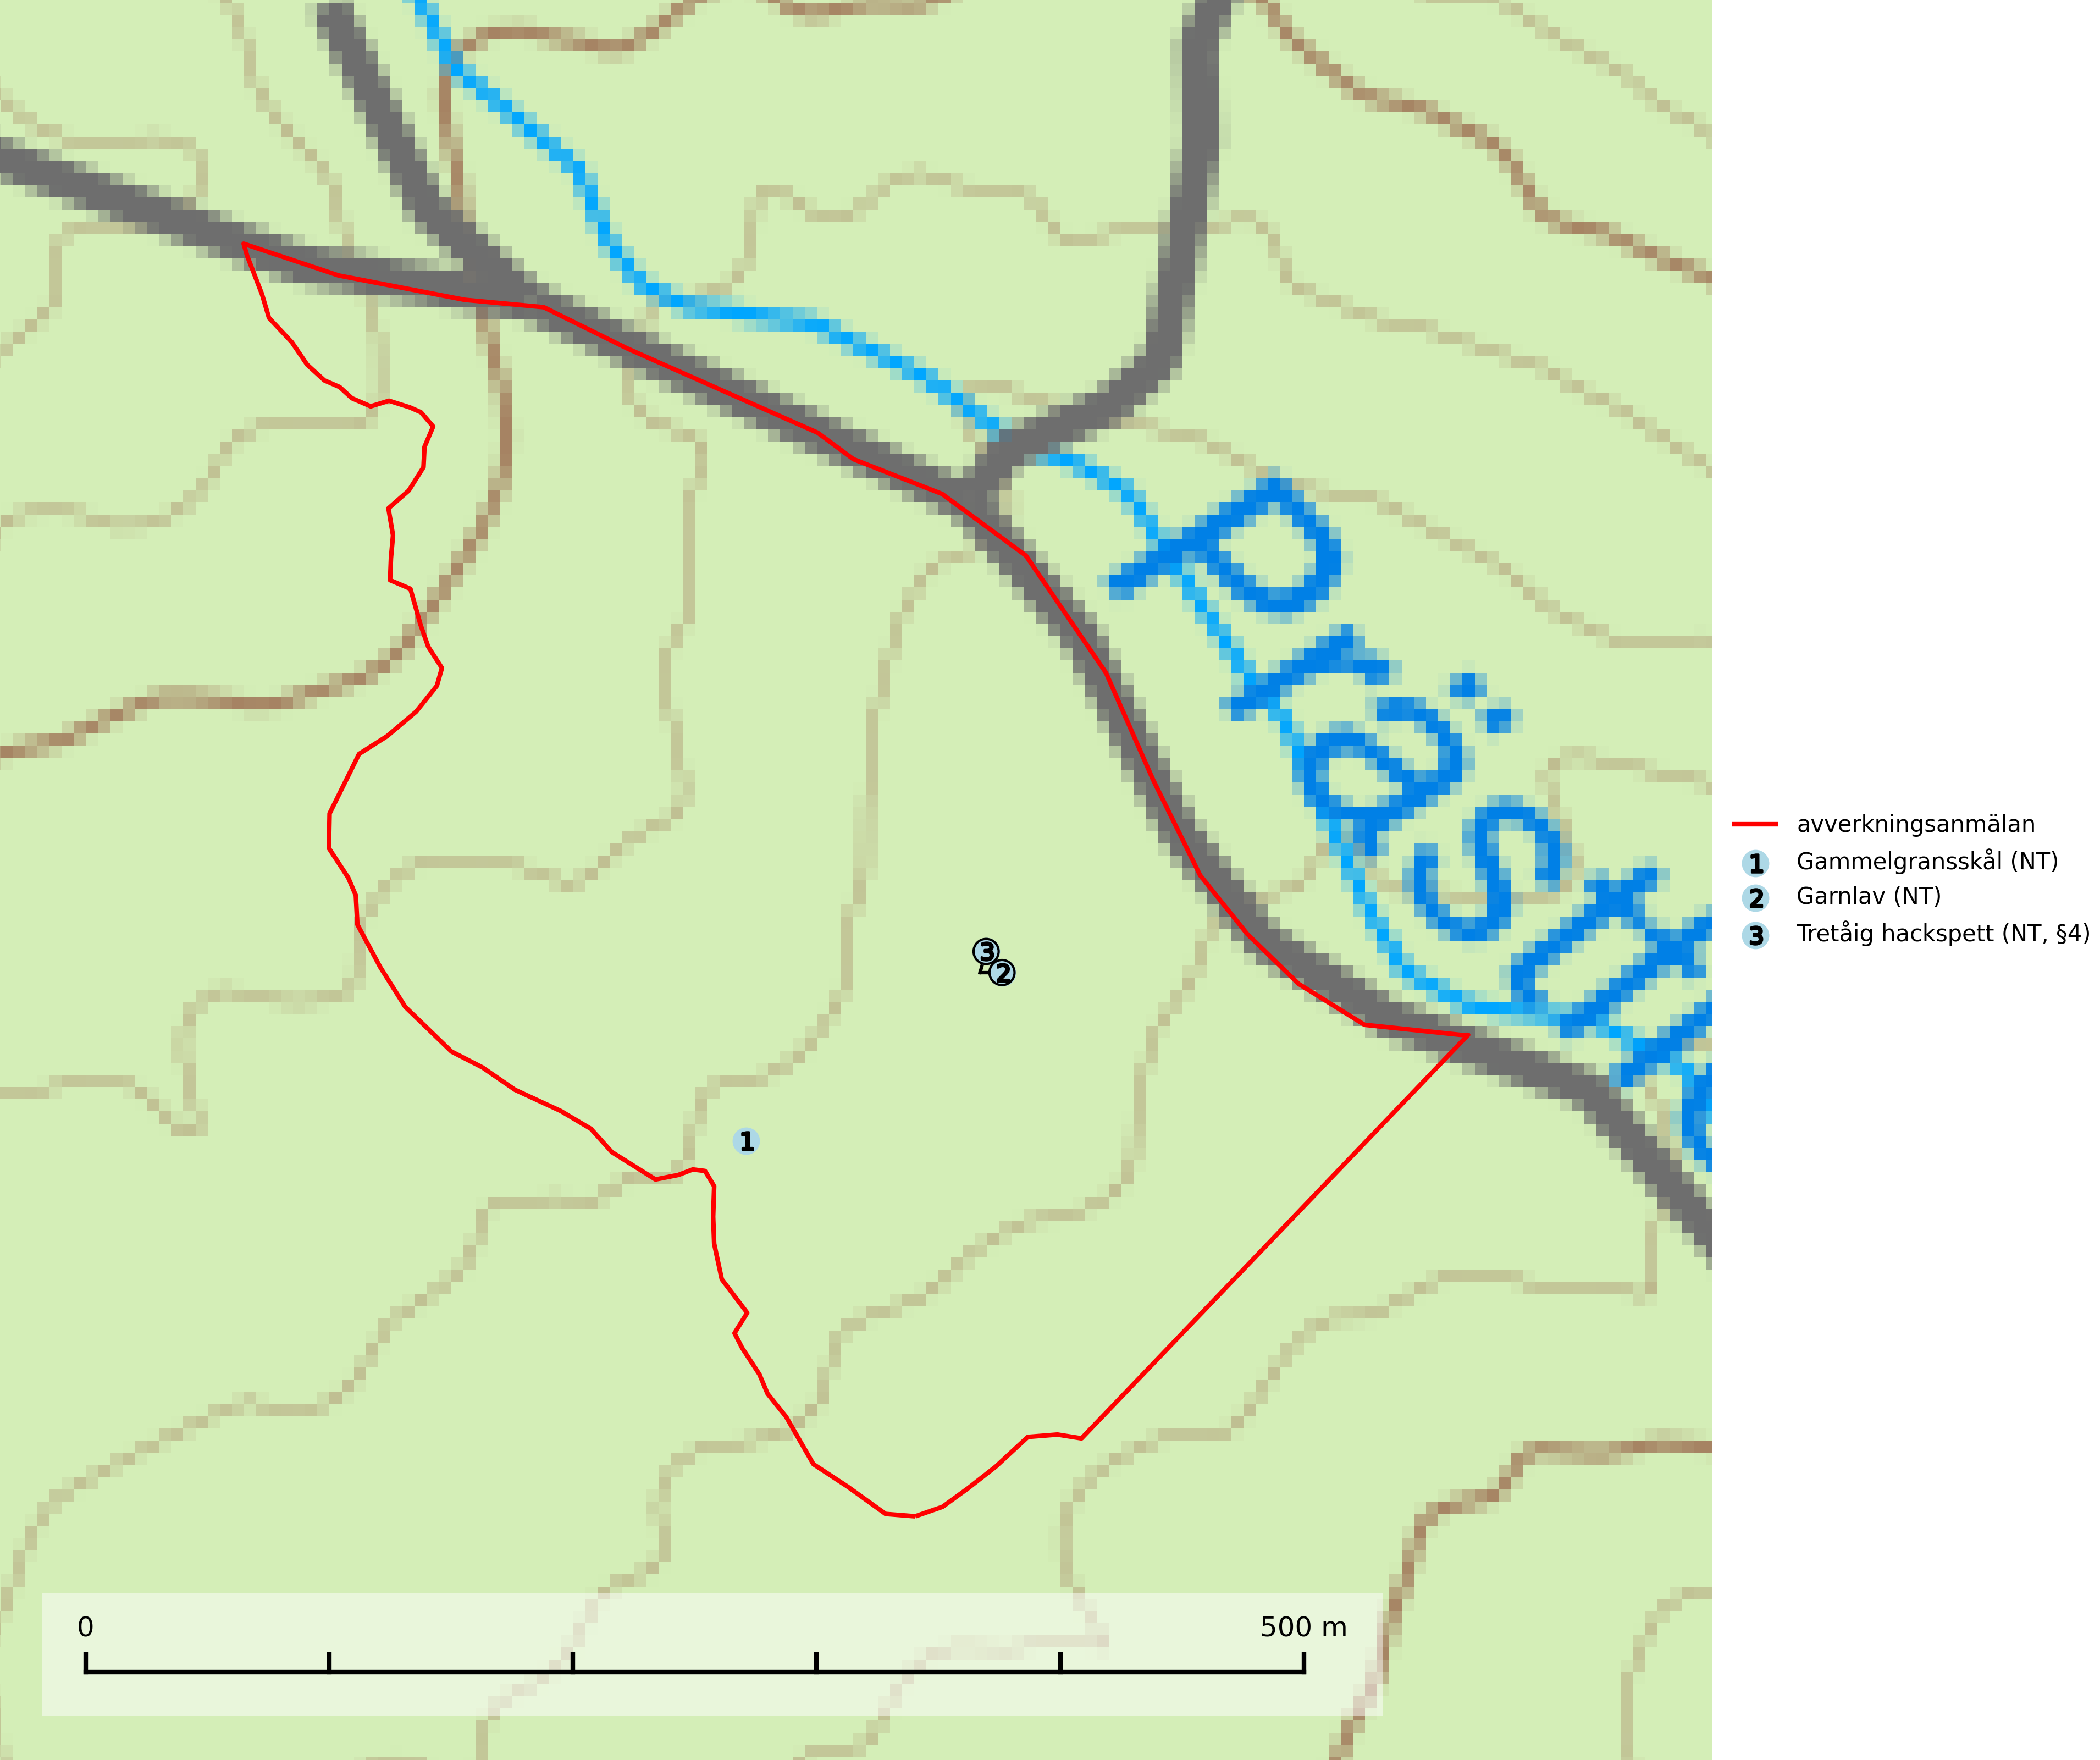 avverkningsanmälan
1 Gammelgransskål (NT)
2 Garnlav (NT)
3 Tretåig hackspett (NT, §4)
3
2
1
0 500 m